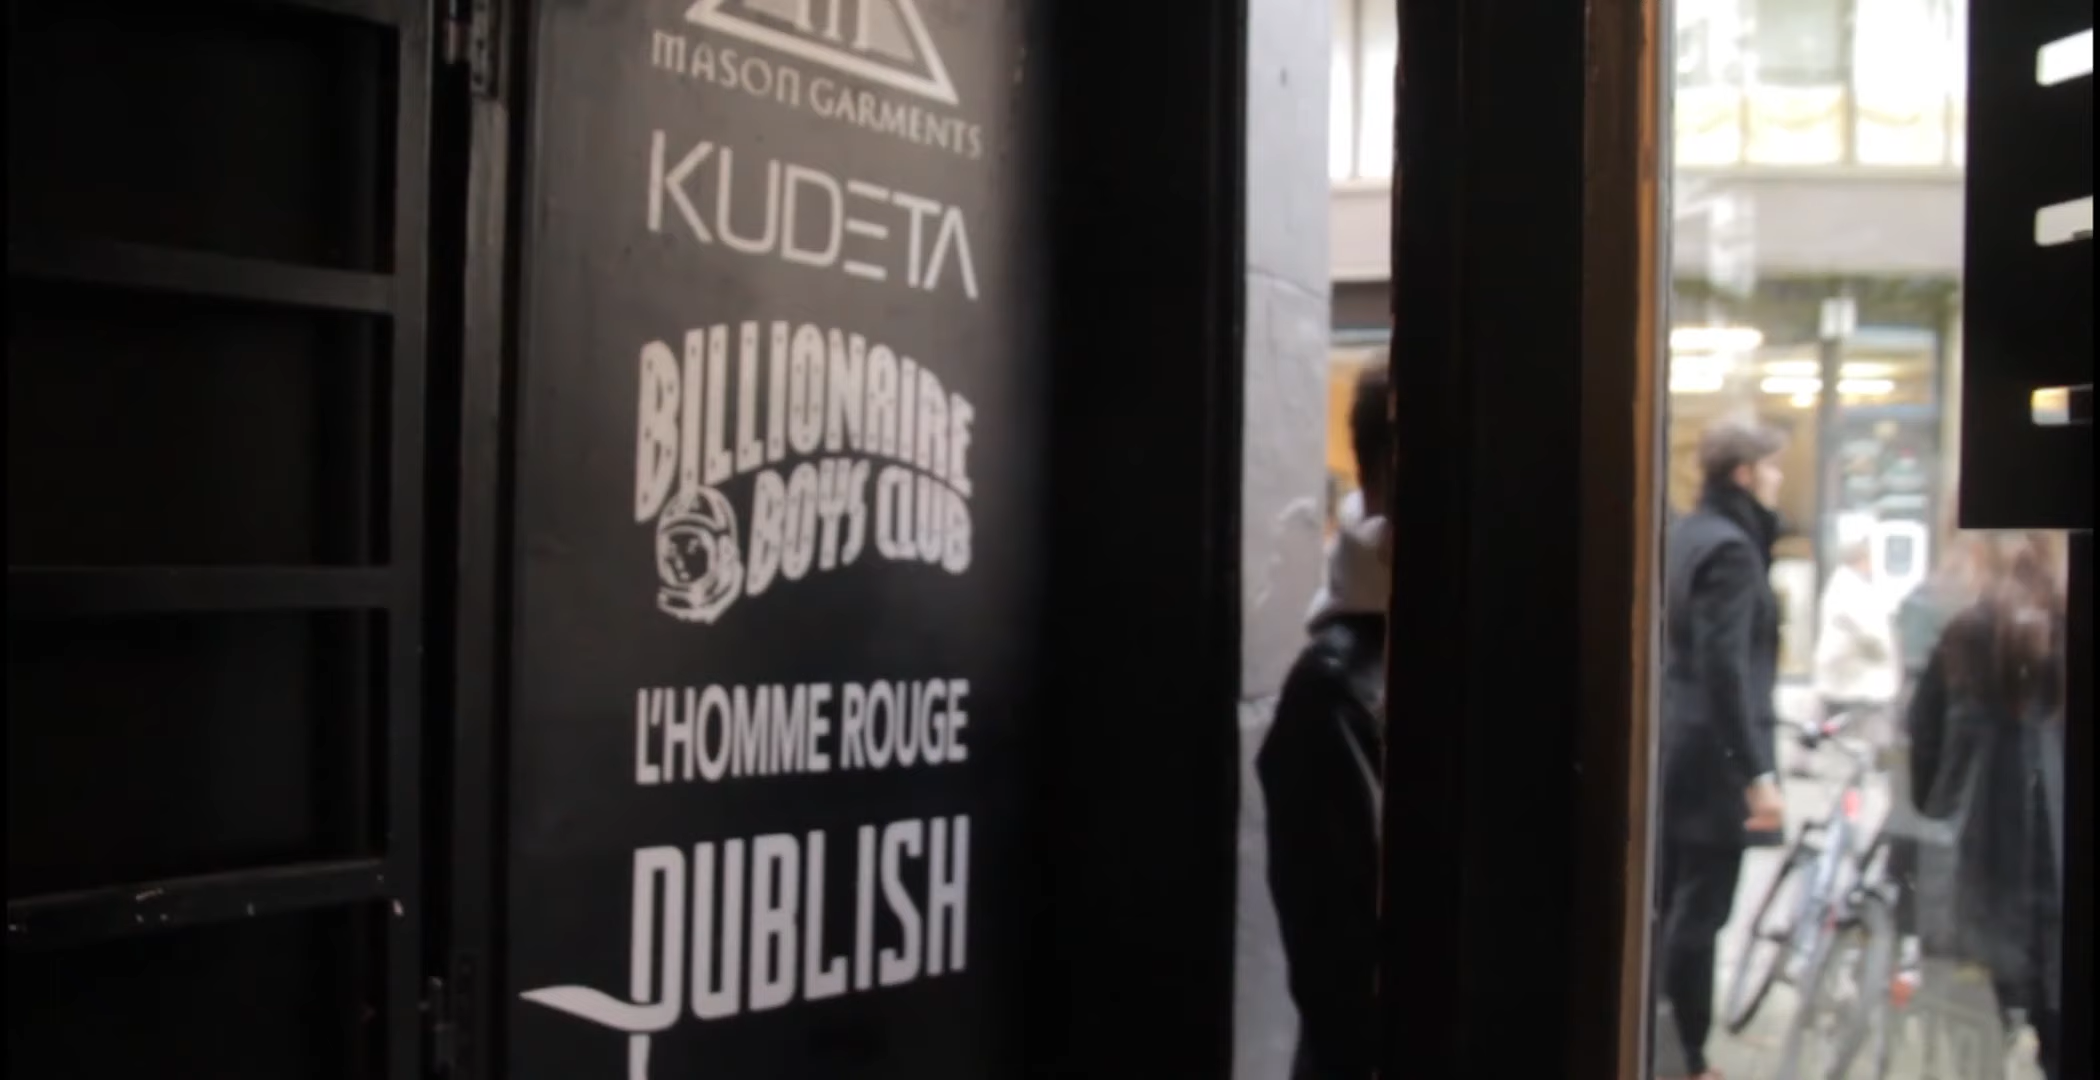 MASON GARMENTS
KUDETA
BILLIONAIRE
BOYS CLUB
L'HOMME ROUGE
PUBLISH